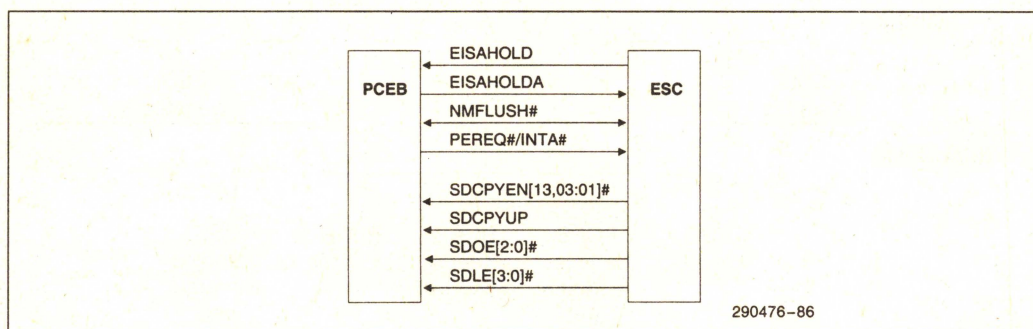 EISAHOLD
PCEB
EISAHOLDA
ESC
NMFLUSH#
PEREQ#/INTA#
SDCPYEN[13,03:01]#
SDCPYUP
SDOE[2:0]#
SDLE[3:0]#
290476-86